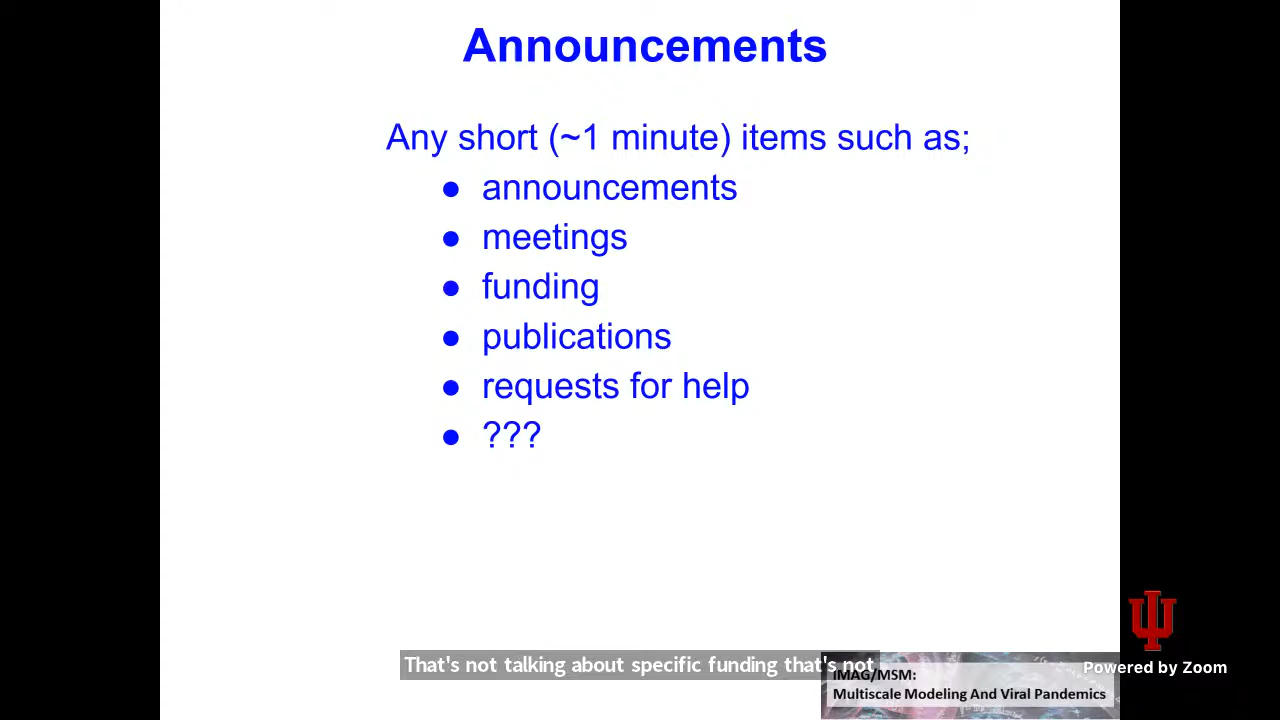 Announcements
Any short (~1 minute) items such as;
● announcements
● meetings
● funding
● publications
● requests for help
● ???
That's not talking about specific funding that's not
IMAG/MSM:
Multiscale Modeling And Viral Pandemics
Powered by Zoom